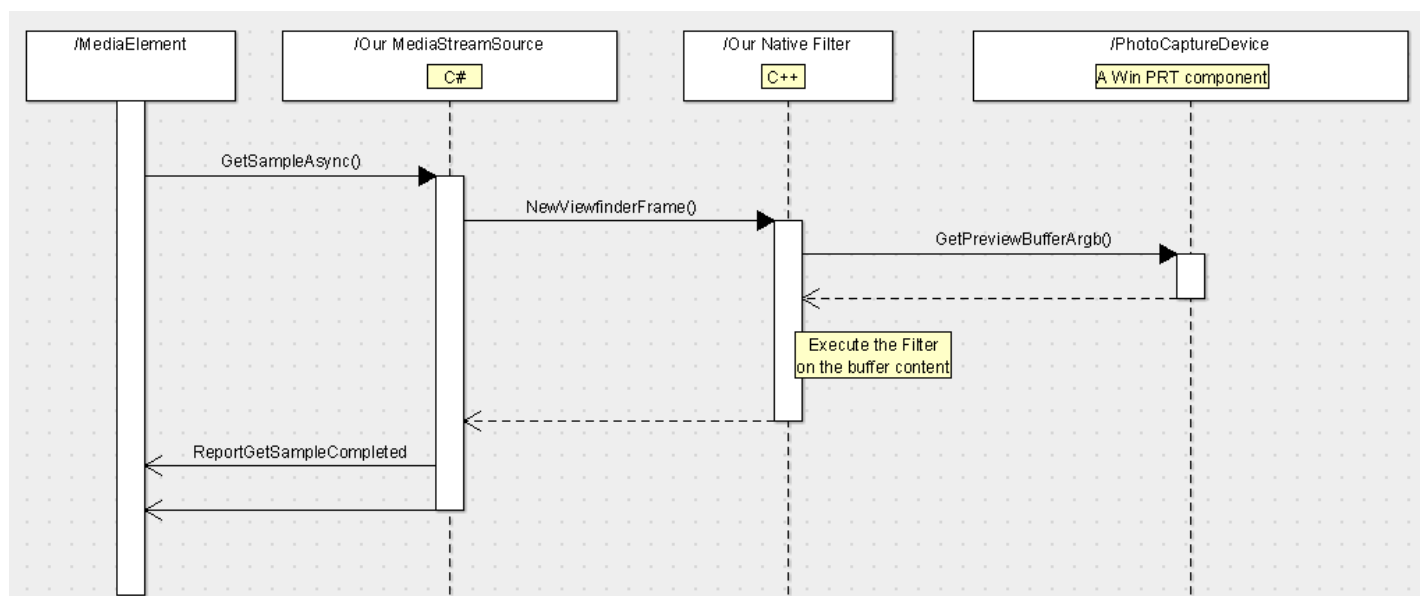 /MediaElement
/Our MediaStreamSource
C#
/Our Native Filter
C++
/PhotoCaptureDevice
A Win PRT component
GetSampleAsync()
NewViewfinderFrame()
GetPreviewBufferArgb()
Execute the Filter
on the buffer content
ReportGetSampleCompleted